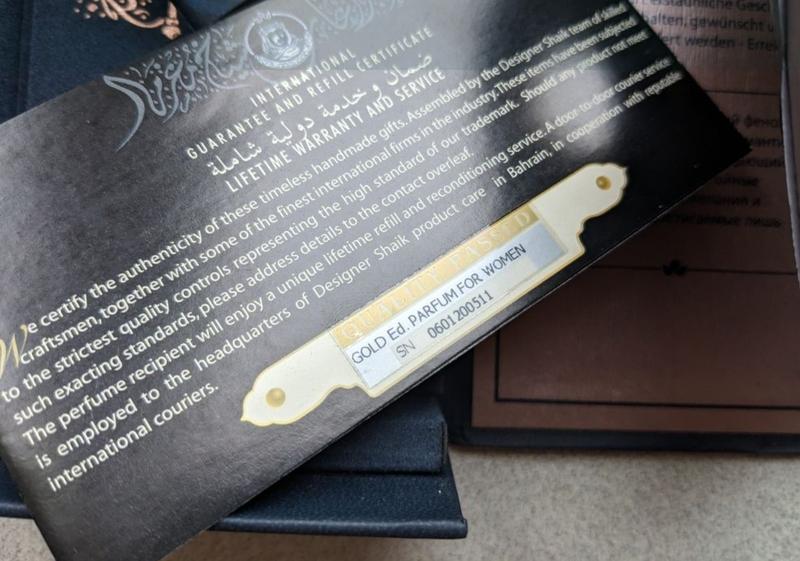 INTERNATIONAL
GUARANTEE AND REFILL CERTIFICATE
ضمان وخدمة دولية شاملة
LIFETIME WARRANTY AND SERVICE
We certify the authenticity of these timeless handmade gifts. Assembled by the Designer Shaik team of skilled
craftsmen, together with some of the finest international firms in the industry. These items have been subjected
to the strictest quality controls representing the high standard of our trademark. Should any product not meet
such exacting standards, please address details to the contact overleaf.
The perfume recipient will enjoy a unique lifetime refill and reconditioning service. A door-to-door courier service
is employed to the headquarters of Designer Shaik product care in Bahrain, in cooperation with reputable
international couriers.
QUALITY PASSED
GOLD Ed. PARFUM FOR WOMEN
SN 0601200511
erstaunliche
halten, gewünscht
werden